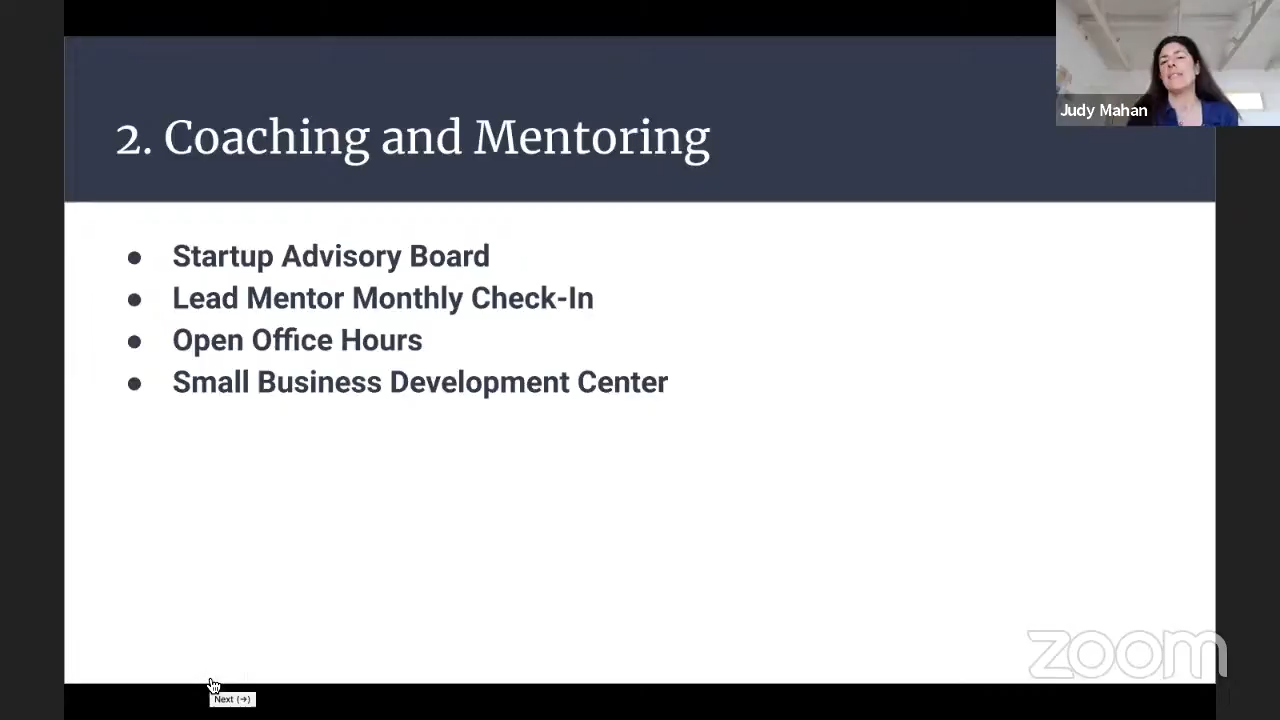 Judy Mahan
2. Coaching and Mentoring
● Startup Advisory Board
● Lead Mentor Monthly Check-In
● Open Office Hours
● Small Business Development Center
zoom
Next (→)